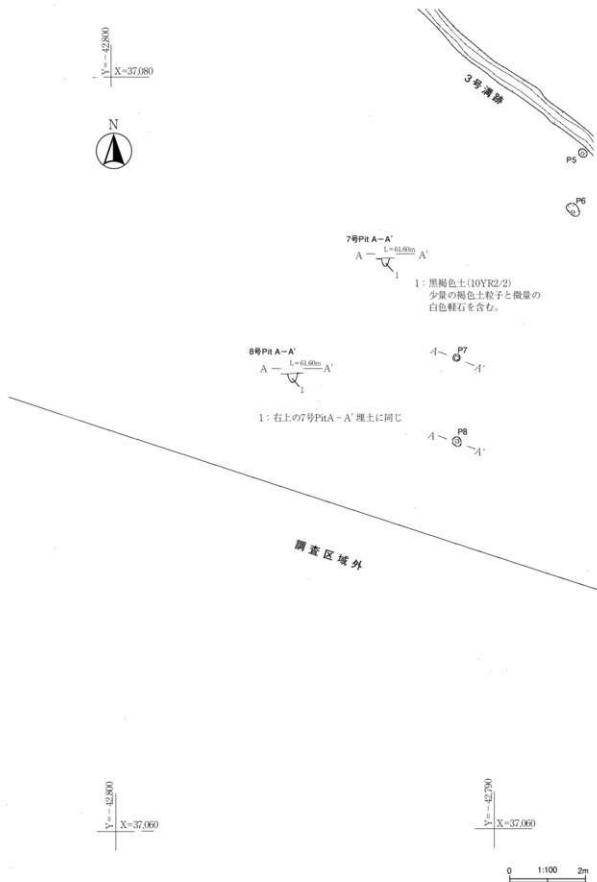 Y=-42,800
X=37,080
N
3号溝跡
P5
P6
7号Pit A-A'
L=61.60m
A A'
1
1：黒褐色土(10YR2/2)
少量の褐色土粒子と微量の
白色軽石を含む。
8号Pit A-A'
L=61.60m
A A'
1
A P7 A'
1：右上の7号PitA-A'埋土に同じ
A P8 A'
調査区域外
Y=-42,800
X=37,060
Y=-42,790
X=37,060
0 1:100 2m